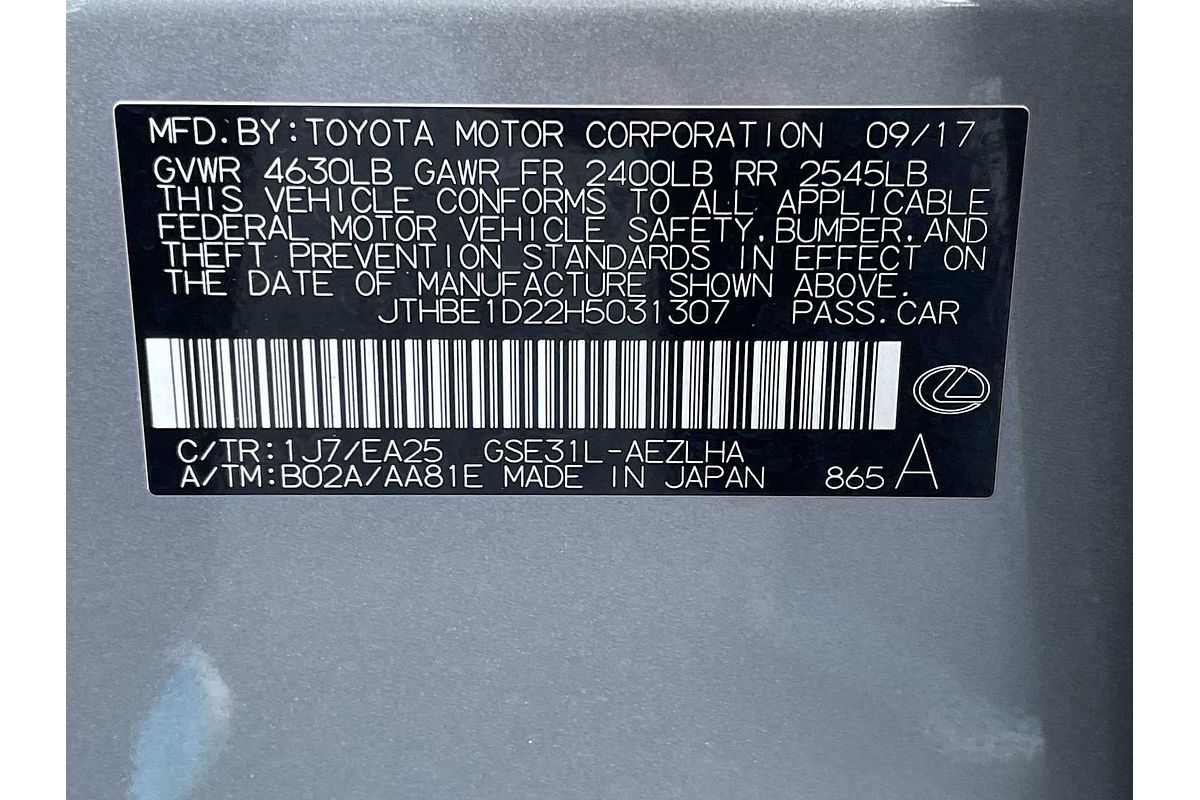 MFD.BY:TOYOTA MOTOR CORPORATION 09/17
GVWR 4630LB GAWR FR 2400LB RR 2545LB
THIS VEHICLE CONFORMS TO ALL APPLICABLE
FEDERAL MOTOR VEHICLE SAFETY,BUMPER,AND
THEFT PREVENTION STANDARDS IN EFFECT ON
THE DATE OF MANUFACTURE SHOWN ABOVE.
JTHBE1D22H5031307 PASS.CAR
C/TR:1J7/EA25 GSE31L-AEZLHA
A/TM:B02A/AA81E MADE IN JAPAN 865 A